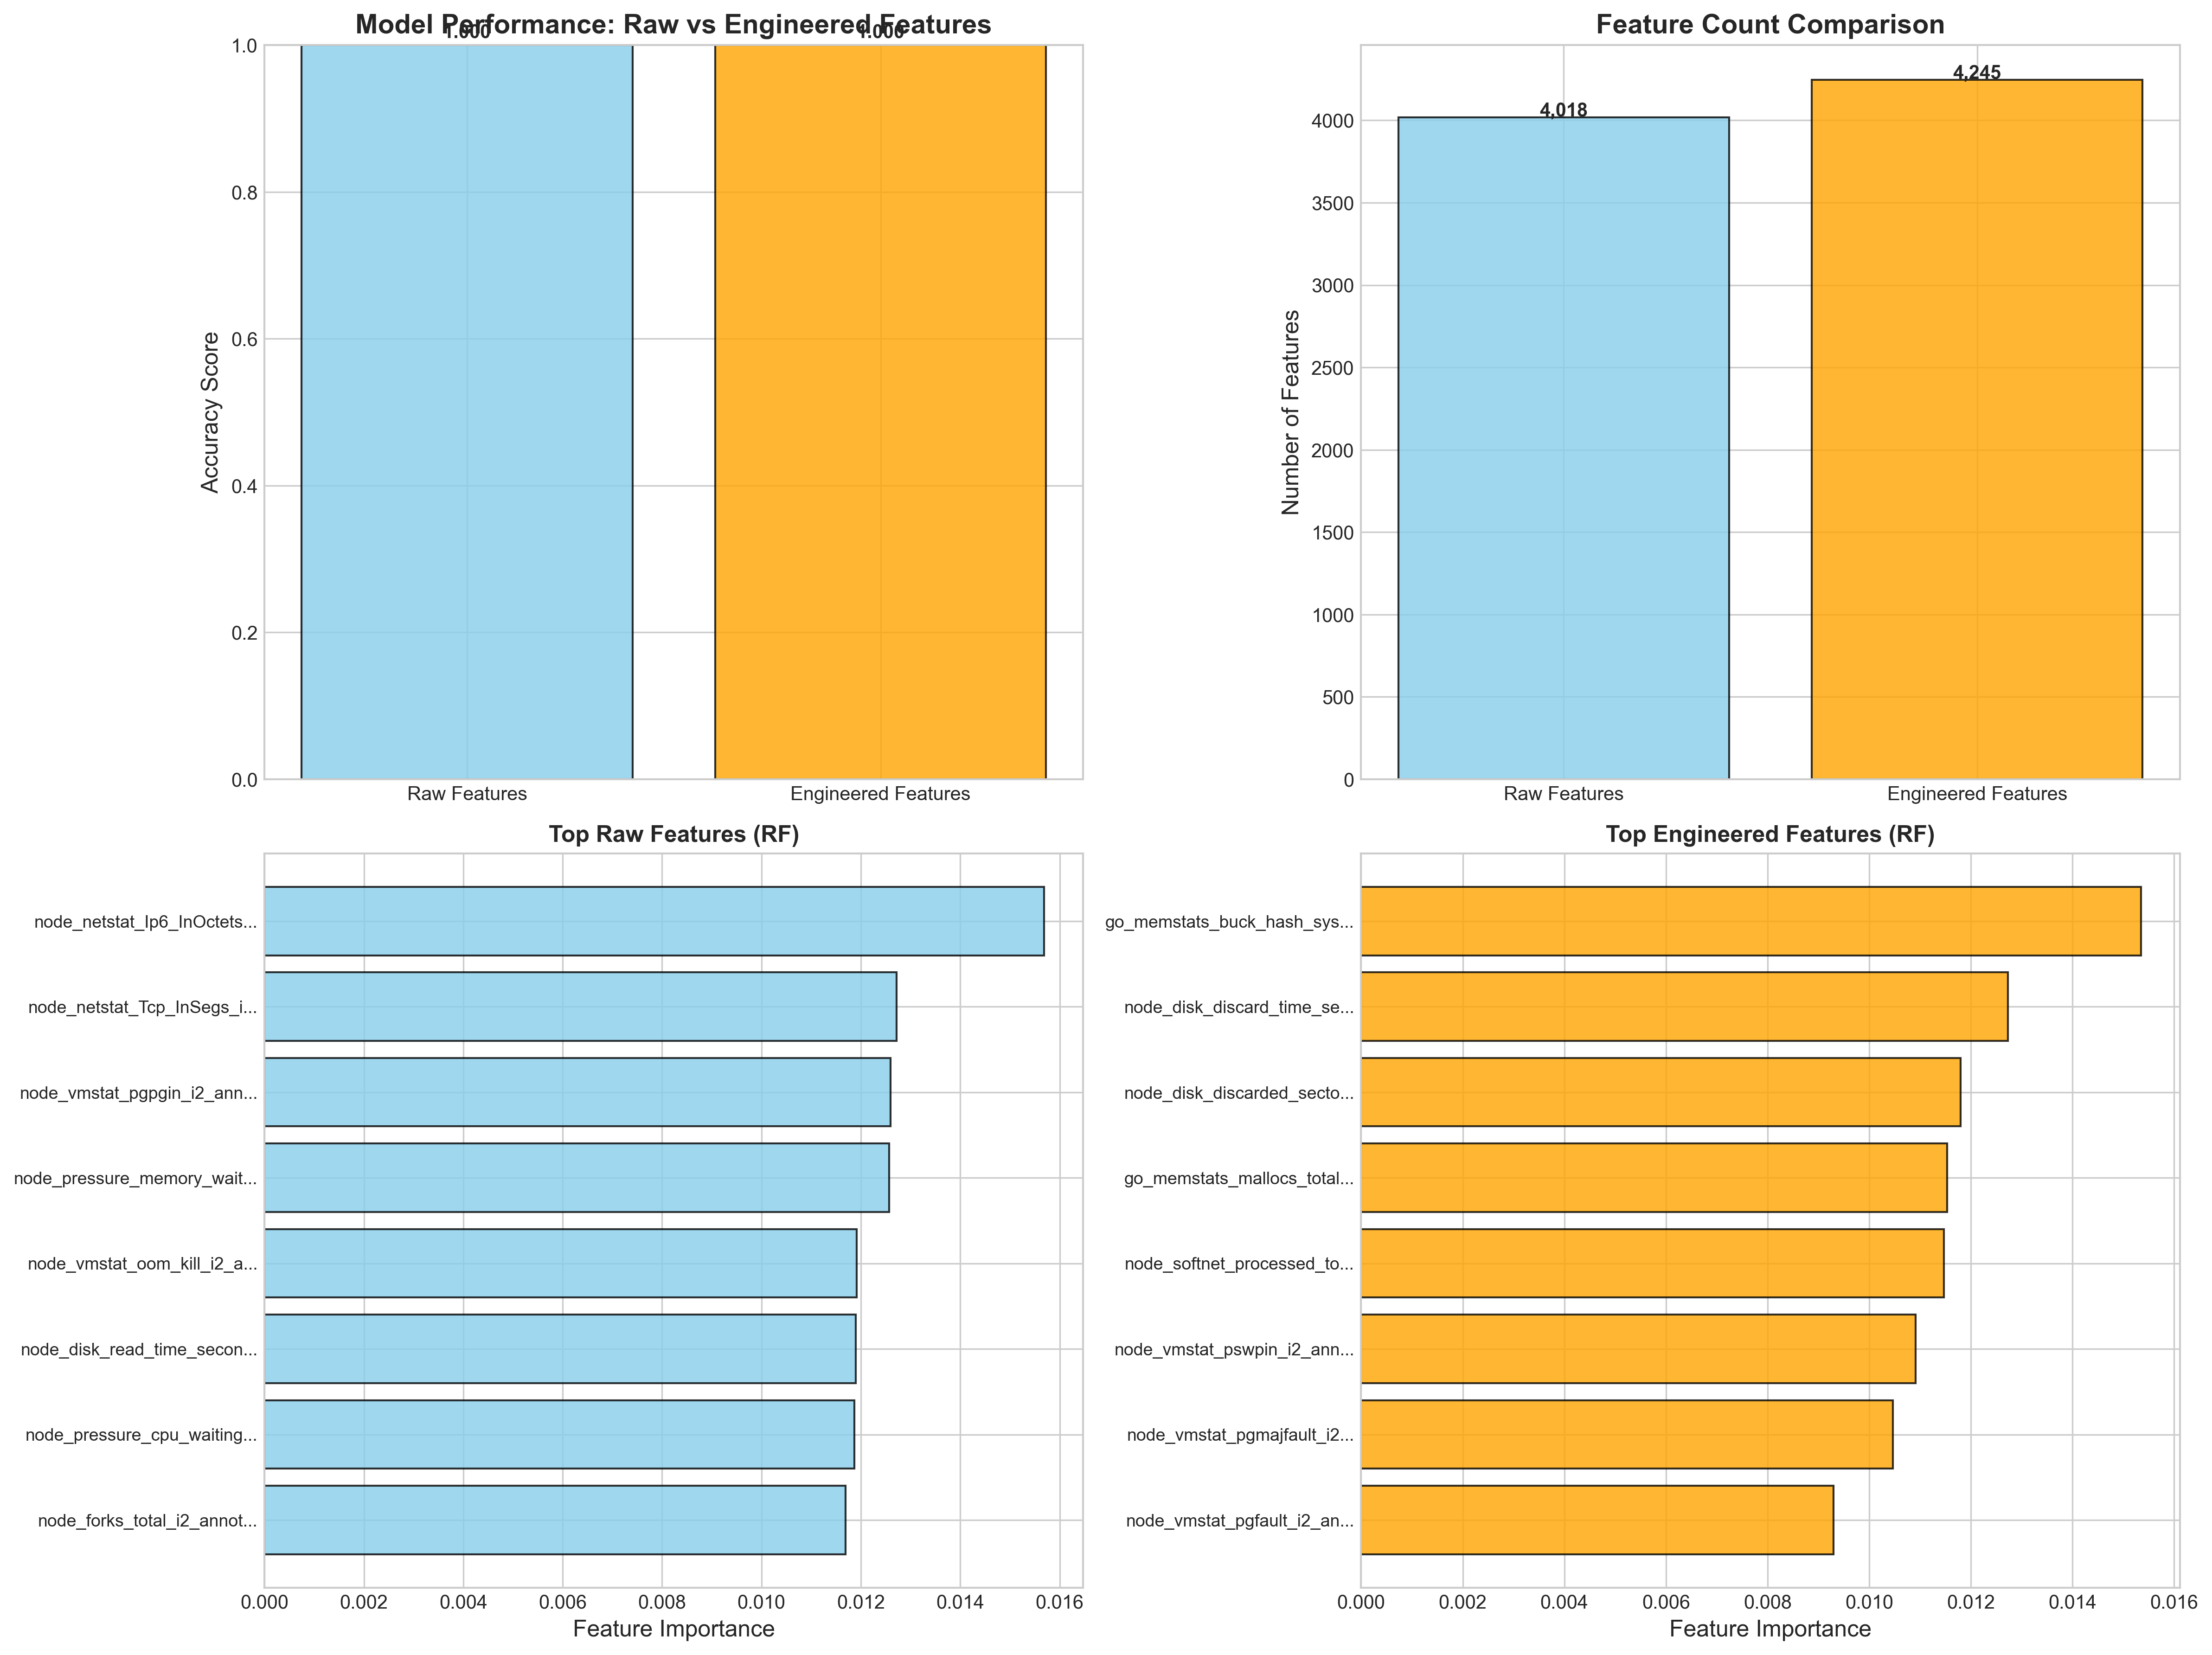 Model Performance: Raw vs Engineered Features
1.000
1.000
1.0
0.8
0.6
0.4
0.2
0.0
Accuracy Score
Raw Features
Engineered Features
Feature Count Comparison
4,018
4,245
4000
3500
3000
2500
2000
1500
1000
500
0
Number of Features
Raw Features
Engineered Features
Top Raw Features (RF)
node_netstat_Ip6_InOctets...
node_netstat_Tcp_InSegs_i...
node_vmstat_pgpgin_i2_ann...
node_pressure_memory_wait...
node_vmstat_oom_kill_i2_a...
node_disk_read_time_secon...
node_pressure_cpu_waiting...
node_forks_total_i2_annot...
0.000 0.002 0.004 0.006 0.008 0.010 0.012 0.014 0.016
Feature Importance
Top Engineered Features (RF)
go_memstats_buck_hash_sys...
node_disk_discard_time_se...
node_disk_discarded_secto...
go_memstats_mallocs_total...
node_softnet_processed_to...
node_vmstat_pswpin_i2_ann...
node_vmstat_pgmajfault_i2...
node_vmstat_pgfault_i2_an...
0.000 0.002 0.004 0.006 0.008 0.010 0.012 0.014 0.016
Feature Importance